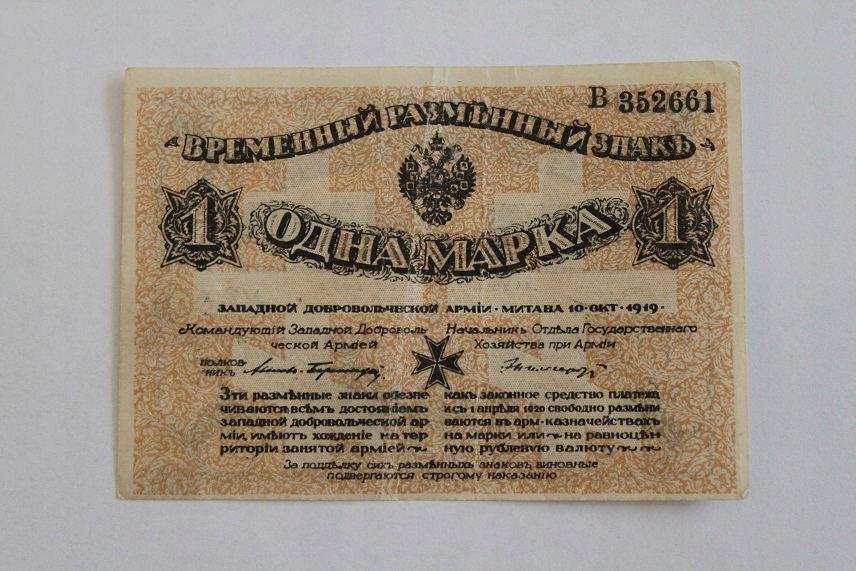 В 352661
ВРЕМЕННЫЙ РАЗМѢННЫЙ ЗНАКЪ
1 ОДНА МАРКА 1
ЗАПАДНОЙ ДОБРОВОЛЬЧЕСКОЙ АРМІИ · МИТАВА 10·ОКТ·1919·
Командующій Западной Доброволь-
ческой Арміей
Начальникъ Отдѣла Государственнаго
Хозяйства при Арміи
полков-
никъ
Эти размѣнные знаки обезпе-
чиваются всѣмъ достояніемъ
западной добровольческой ар-
міи, имѣютъ хожденіе на тер-
риторіи занятой арміей
какъ законное средство платежа
и съ 1 апрѣля 1920 свободно размѣни-
ваются въ арм. казначействахъ
на марки или на равноцѣн-
ную рублевую валюту
За поддѣлку сихъ размѣнныхъ знаковъ, виновные
подвергаются строгому наказанію